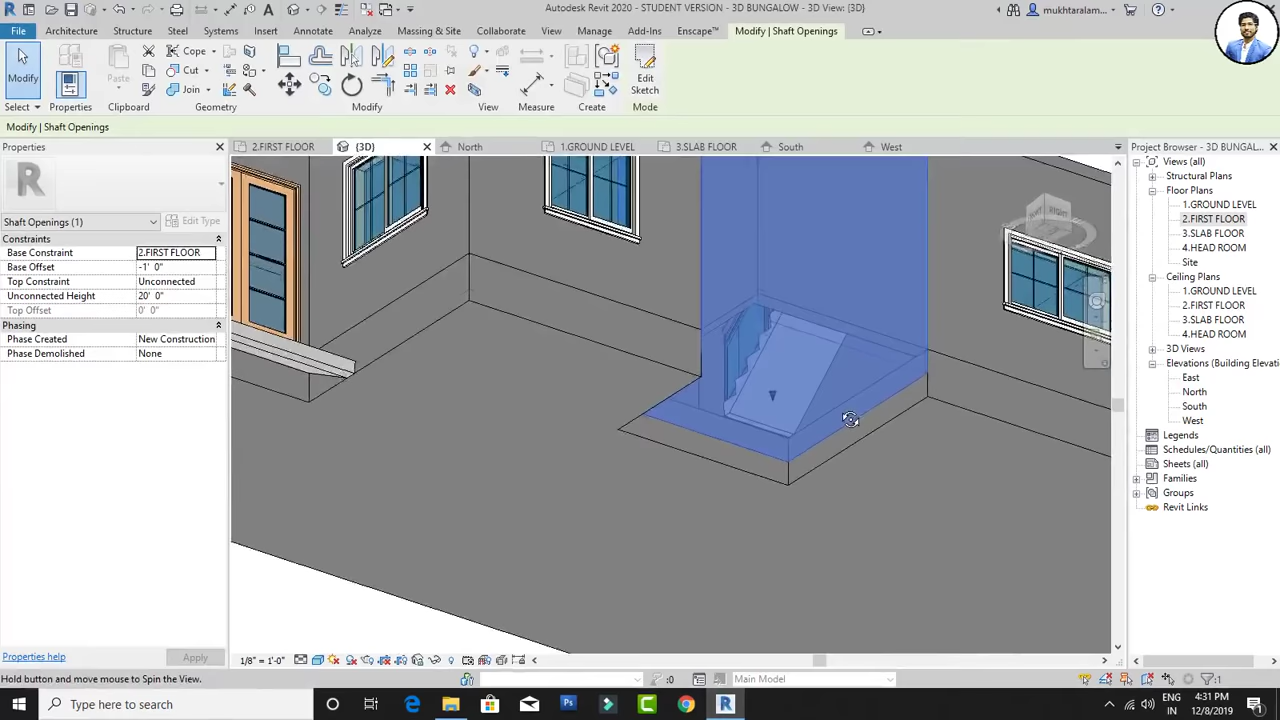 Autodesk Revit 2020 - STUDENT VERSION - 3D BUNGALOW - 3D View: {3D}
mukhtaralam...
File Architecture Structure Steel Systems Insert Annotate Analyze Massing & Site Collaborate View Manage Add-Ins Enscape™ Modify | Shaft Openings
Modify
Paste
Cope
Cut
Join
Edit
Sketch
Select Properties Clipboard Geometry Modify View Measure Create Mode
Modify | Shaft Openings
Properties
2.FIRST FLOOR {3D} North 1.GROUND LEVEL 3.SLAB FLOOR South West
Project Browser - 3D BUNGAL...
Shaft Openings (1) Edit Type
Constraints
Base Constraint 2.FIRST FLOOR
Base Offset -1' 0"
Top Constraint Unconnected
Unconnected Height 20' 0"
Top Offset 0' 0"
Phasing
Phase Created New Construction
Phase Demolished None
RIGHT
Views (all)
Structural Plans
Floor Plans
1.GROUND LEVEL
2.FIRST FLOOR
3.SLAB FLOOR
4.HEAD ROOM
Site
Ceiling Plans
1.GROUND LEVEL
2.FIRST FLOOR
3.SLAB FLOOR
4.HEAD ROOM
3D Views
Elevations (Building Elevati
East
North
South
West
Legends
Schedules/Quantities (all)
Sheets (all)
Families
Groups
Revit Links
Properties help Apply
1/8" = 1'-0"
Hold button and move mouse to Spin the View.
:0
Main Model
:1
Type here to search
ENG
IN
4:31 PM
12/8/2019